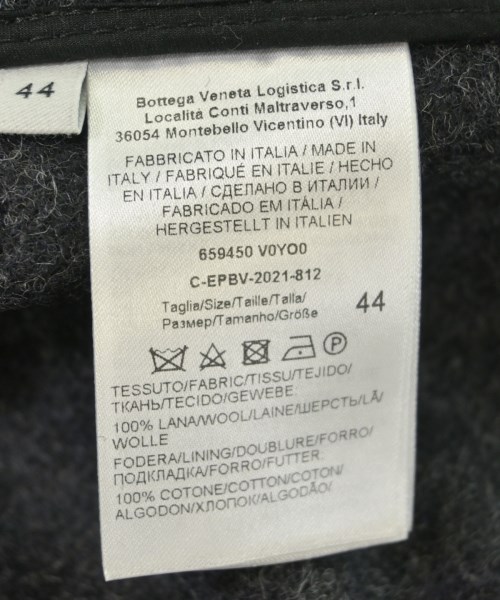 44
Bottega Veneta Logistica S.r.l.
Località Conti Maltraverso,1
36054 Montebello Vicentino (VI) Italy
FABBRICATO IN ITALIA / MADE IN
ITALY / FABRIQUÉ EN ITALIE / HECHO
EN ITALIA / СДЕЛАНО В ИТАЛИИ /
FABRICADO EM ITÁLIA /
HERGESTELLT IN ITALIEN
659450 V0YO0
C-EPBV-2021-812
Taglia/Size/Taille/Talla/
Размер/Tamanho/Größe
44
P
TESSUTO/FABRIC/TISSU/TEJIDO/
ТКАНЬ/TECIDO/GEWEBE
100% LANA/WOOL/LAINE/ШЕРСТЬ/LÃ/
WOLLE
FODERA/LINING/DOUBLURE/FORRO/
ПОДКЛАДКА/FORRO/FUTTER
100% COTONE/COTTON/COTON/
ALGODON/ХЛОПОК/ALGODÃO/